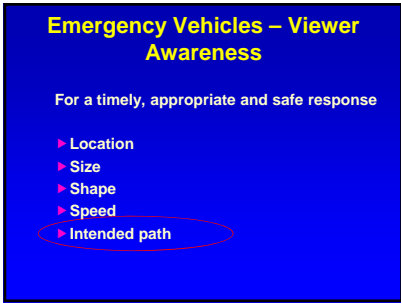 Emergency Vehicles – Viewer
Awareness
For a timely, appropriate and safe response
Location
Size
Shape
Speed
Intended path